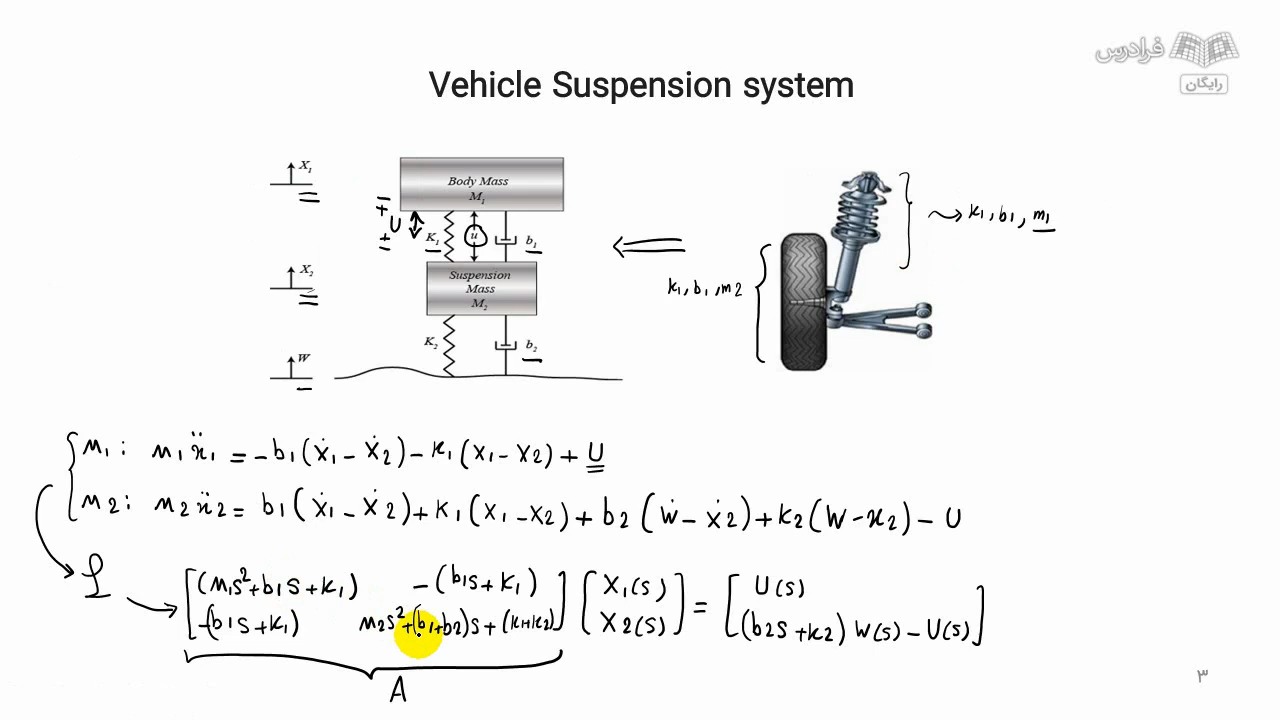 فرادرس
رایگان
Vehicle Suspension system
X₁
Body Mass
M₁
± U
∓
K₁
u
b₁
X₂
Suspension
Mass
M₂
K₂
b₂
W
k₁, b₁, m₁
k₁, b₁, m2
m₁: m₁ẍ₁ = -b₁(ẋ₁ - ẋ2) - k₁(x₁ - x2) + U
m2: m2ẍ2 = b₁(ẋ₁ - ẋ2) + k₁(x₁ - x2) + b2(ẇ - ẋ2) + k2(W - x2) - U
ℒ
[(m₁s²+b₁s+k₁) -(b₁s+k₁)] [X₁(s)] = [U(s)]
[-(b₁s+k₁) m2s²+(b₁+b2)s+(k₁+k2)] [X2(s)] [(b2s+k2) W(s) - U(s)]
A
۳